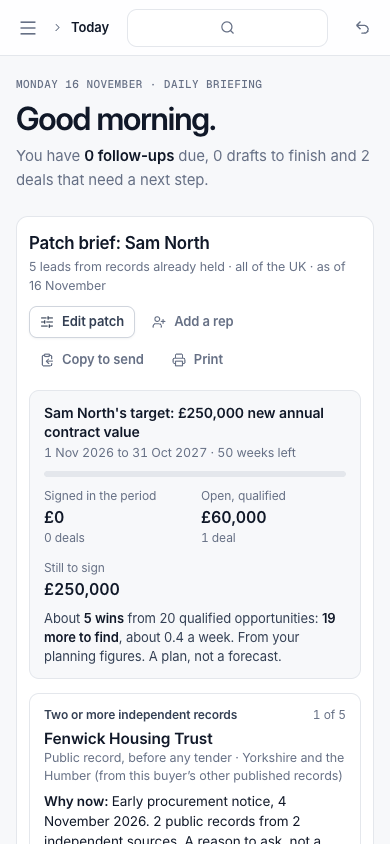 Today
MONDAY 16 NOVEMBER · DAILY BRIEFING
Good morning.
You have 0 follow-ups due, 0 drafts to finish and 2
deals that need a next step.
Patch brief: Sam North
5 leads from records already held · all of the UK · as of
16 November
Edit patch
Add a rep
Copy to send
Print
Sam North's target: £250,000 new annual
contract value
1 Nov 2026 to 31 Oct 2027 · 50 weeks left
Signed in the period
Open, qualified
£0
£60,000
0 deals
1 deal
Still to sign
£250,000
About 5 wins from 20 qualified opportunities: 19
more to find, about 0.4 a week. From your
planning figures. A plan, not a forecast.
Two or more independent records
1 of 5
Fenwick Housing Trust
Public record, before any tender · Yorkshire and the
Humber (from this buyer’s other published records)
Why now: Early procurement notice, 4
November 2026. 2 public records from 2
independent sources. A reason to ask, not a